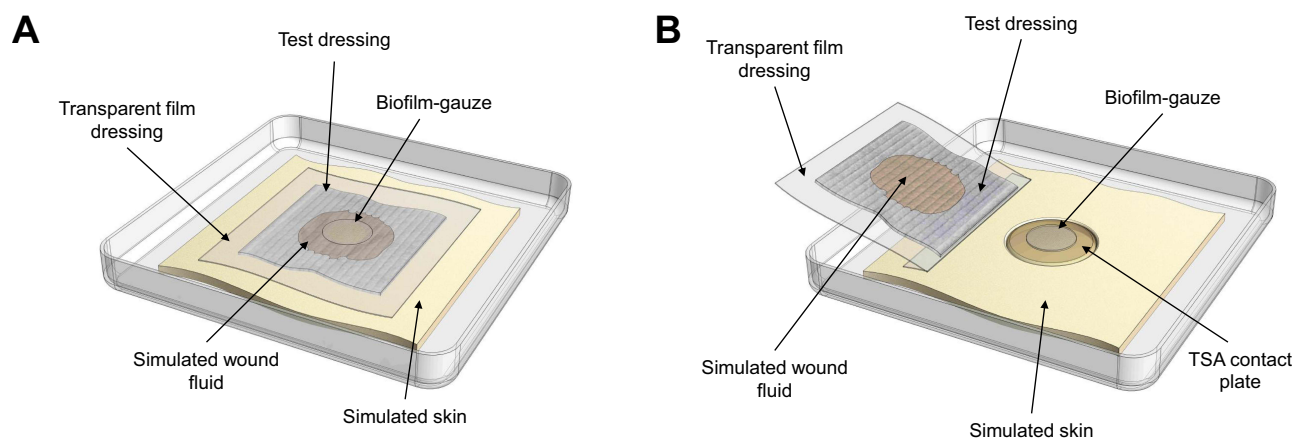 A
Test dressing
Biofilm-gauze
Transparent film
dressing
Simulated wound
fluid
Simulated skin
B
Test dressing
Transparent film
dressing
Biofilm-gauze
Simulated wound
fluid
TSA contact
plate
Simulated skin